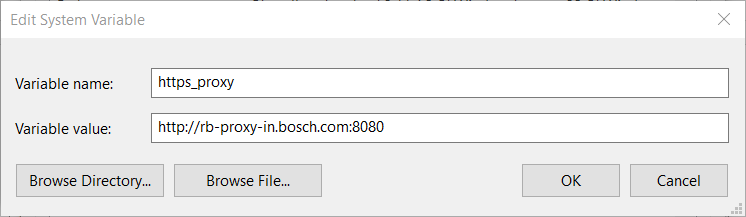 Edit System Variable
Variable name: https_proxy
Variable value: http://rb-proxy-in.bosch.com:8080
Browse Directory... Browse File... OK Cancel